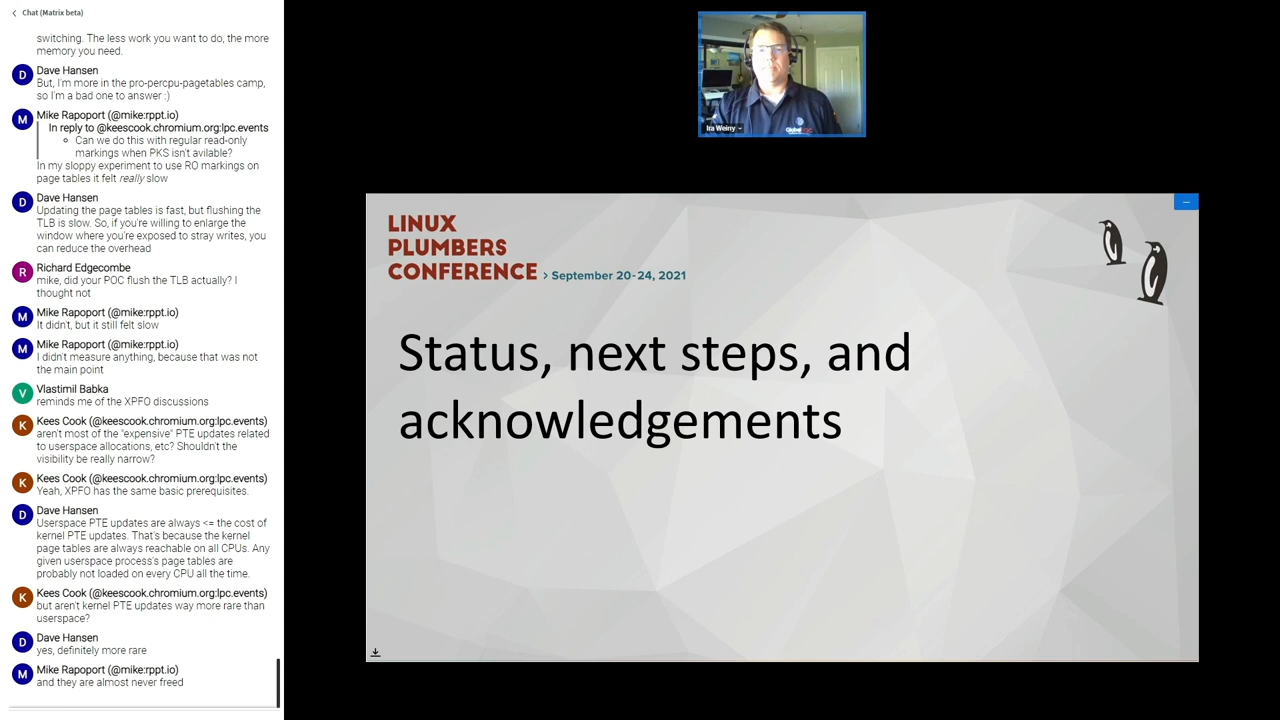 Chat (Matrix beta)
switching. The less work you want to do, the more
memory you need.
D
Dave Hansen
But, I'm more in the pro-percpu-pagetables camp,
so I'm a bad one to answer :)
M
Mike Rapoport (@mike:rppt.io)
In reply to @keescook.chromium.org:lpc.events
Can we do this with regular read-only
markings when PKS isn't avilable?
In my sloppy experiment to use RO markings on
page tables it felt really slow
D
Dave Hansen
Updating the page tables is fast, but flushing the
TLB is slow. So, if you're willing to enlarge the
window where you're exposed to stray writes, you
can reduce the overhead
R
Richard Edgecombe
mike, did your POC flush the TLB actually? I
thought not
M
Mike Rapoport (@mike:rppt.io)
It didn't, but it still felt slow
M
Mike Rapoport (@mike:rppt.io)
I didn't measure anything, because that was not
the main point
V
Vlastimil Babka
reminds me of the XPFO discussions
K
Kees Cook (@keescook.chromium.org:lpc.events)
aren't most of the "expensive" PTE updates related
to userspace allocations, etc? Shouldn't the
visibility be really narrow?
K
Kees Cook (@keescook.chromium.org:lpc.events)
Yeah, XPFO has the same basic prerequisites.
D
Dave Hansen
Userspace PTE updates are always <= the cost of
kernel PTE updates. That's because the kernel
page tables are always reachable on all CPUs. Any
given userspace process's page tables are
probably not loaded on every CPU all the time.
K
Kees Cook (@keescook.chromium.org:lpc.events)
but aren't kernel PTE updates way more rare than
userspace?
D
Dave Hansen
yes, definitely more rare
M
Mike Rapoport (@mike:rppt.io)
and they are almost never freed
Ira Weiny
LINUX
PLUMBERS
CONFERENCE > September 20-24, 2021
Status, next steps, and
acknowledgements